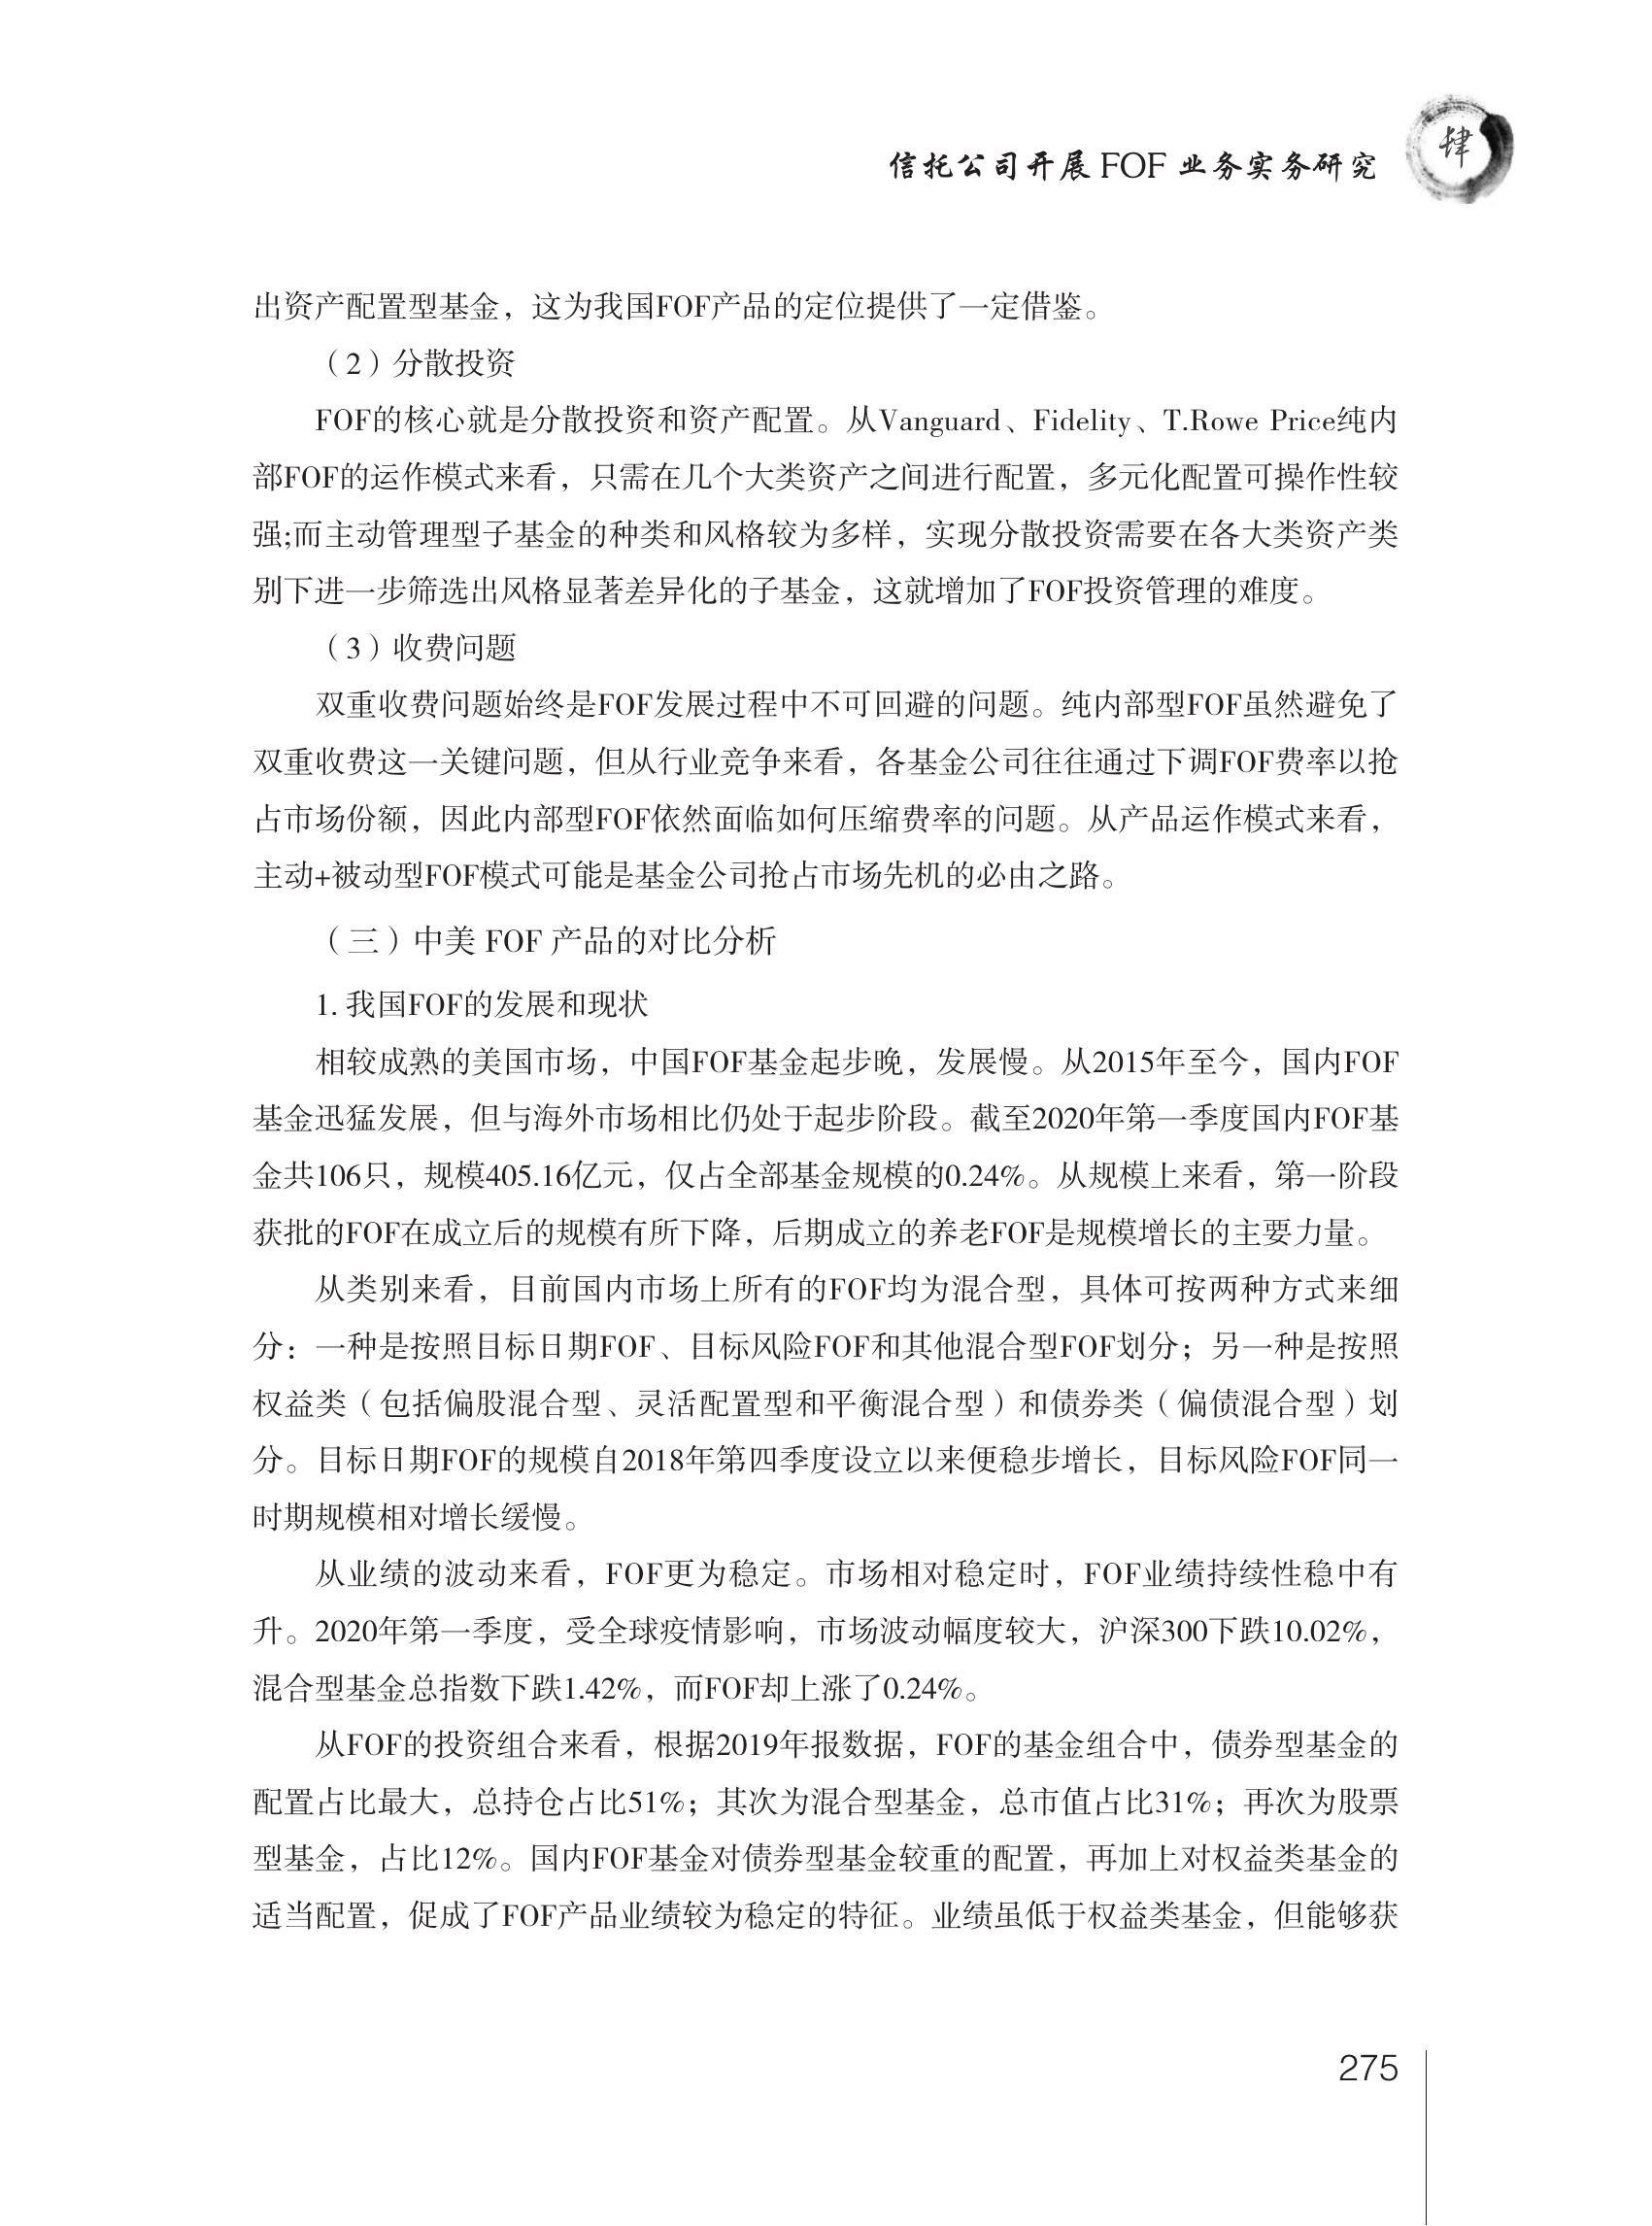 信托公司开展 FOF 业务实务研究
肆
出资产配置型基金，这为我国FOF产品的定位提供了一定借鉴。
（2）分散投资
FOF的核心就是分散投资和资产配置。从Vanguard、Fidelity、T.Rowe Price纯内
部FOF的运作模式来看，只需在几个大类资产之间进行配置，多元化配置可操作性较
强;而主动管理型子基金的种类和风格较为多样，实现分散投资需要在各大类资产类
别下进一步筛选出风格显著差异化的子基金，这就增加了FOF投资管理的难度。
（3）收费问题
双重收费问题始终是FOF发展过程中不可回避的问题。纯内部型FOF虽然避免了
双重收费这一关键问题，但从行业竞争来看，各基金公司往往通过下调FOF费率以抢
占市场份额，因此内部型FOF依然面临如何压缩费率的问题。从产品运作模式来看，
主动+被动型FOF模式可能是基金公司抢占市场先机的必由之路。
（三）中美 FOF 产品的对比分析
1. 我国FOF的发展和现状
相较成熟的美国市场，中国FOF基金起步晚，发展慢。从2015年至今，国内FOF
基金迅猛发展，但与海外市场相比仍处于起步阶段。截至2020年第一季度国内FOF基
金共106只，规模405.16亿元，仅占全部基金规模的0.24%。从规模上来看，第一阶段
获批的FOF在成立后的规模有所下降，后期成立的养老FOF是规模增长的主要力量。
从类别来看，目前国内市场上所有的FOF均为混合型，具体可按两种方式来细
分：一种是按照目标日期FOF、目标风险FOF和其他混合型FOF划分；另一种是按照
权益类（包括偏股混合型、灵活配置型和平衡混合型）和债券类（偏债混合型）划
分。目标日期FOF的规模自2018年第四季度设立以来便稳步增长，目标风险FOF同一
时期规模相对增长缓慢。
从业绩的波动来看，FOF更为稳定。市场相对稳定时，FOF业绩持续性稳中有
升。2020年第一季度，受全球疫情影响，市场波动幅度较大，沪深300下跌10.02%，
混合型基金总指数下跌1.42%，而FOF却上涨了0.24%。
从FOF的投资组合来看，根据2019年报数据，FOF的基金组合中，债券型基金的
配置占比最大，总持仓占比51%；其次为混合型基金，总市值占比31%；再次为股票
型基金，占比12%。国内FOF基金对债券型基金较重的配置，再加上对权益类基金的
适当配置，促成了FOF产品业绩较为稳定的特征。业绩虽低于权益类基金，但能够获
275